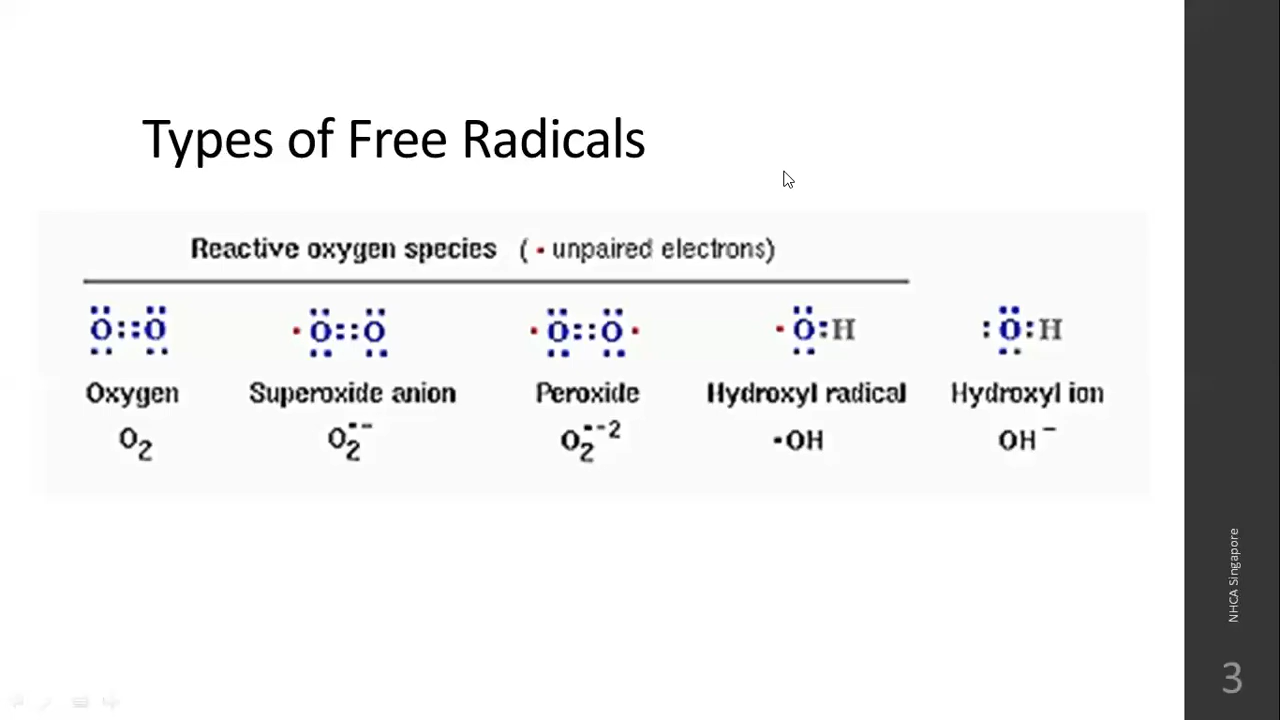 Types of Free Radicals
Reactive oxygen species ( • unpaired electrons)
O::O •O::O •O::O• •O:H :O:H
Oxygen Superoxide anion Peroxide Hydroxyl radical Hydroxyl ion
O₂ O₂•⁻ O₂•⁻² •OH OH⁻
NHCA Singapore
3